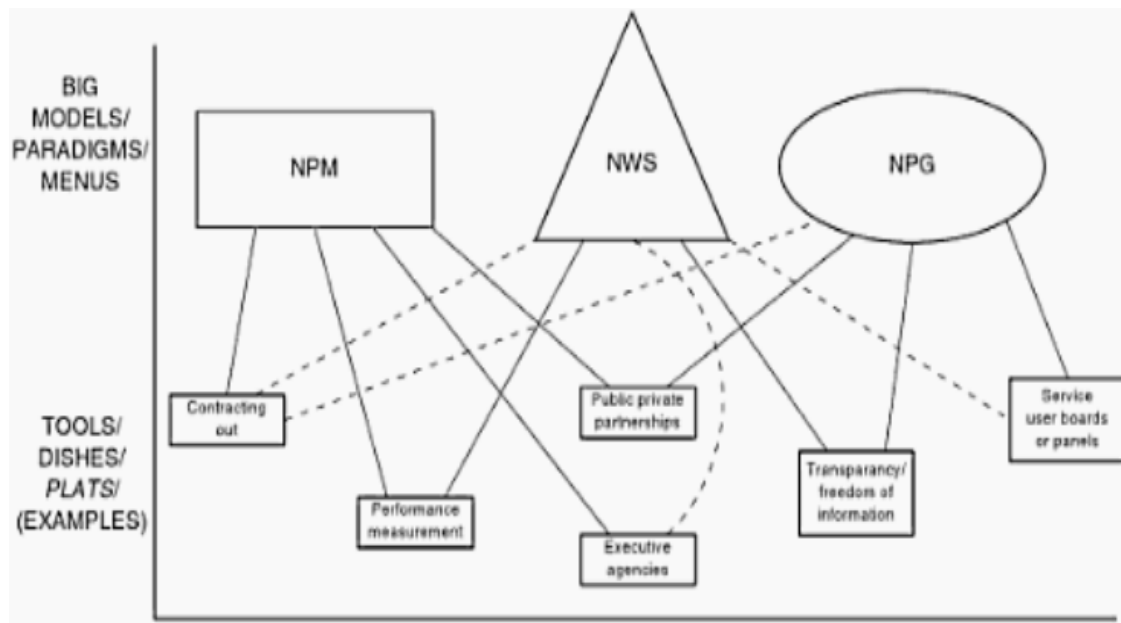 BIG
MODELS/
PARADIGMS/
MENUS
NPM
NWS
NPG
TOOLS/
DISHES/
PLATS/
(EXAMPLES)
Contracting
out
Performance
measurement
Public private
partnerships
Executive
agencies
Transparancy/
freedom of
information
Service
user boards
or panels